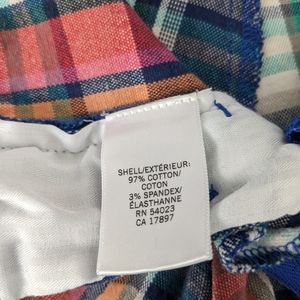 SHELL/EXTÉRIEUR:
97% COTTON/
COTON
3% SPANDEX/
ÉLASTHANNE
RN 54023
CA 17897